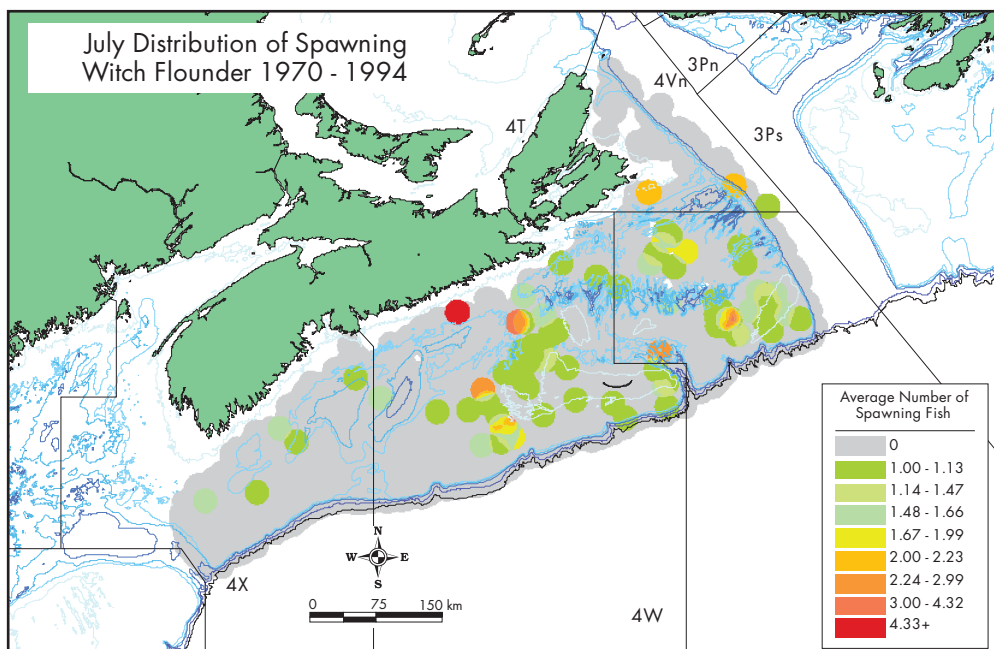 July Distribution of Spawning
Witch Flounder 1970 - 1994
3Pn
4Vn
4T
3Ps
Average Number of
Spawning Fish
0
1.00 - 1.13
1.14 - 1.47
1.48 - 1.66
1.67 - 1.99
2.00 - 2.23
2.24 - 2.99
3.00 - 4.32
4.33+
N
W E
S
4X
0 75 150 km
4W